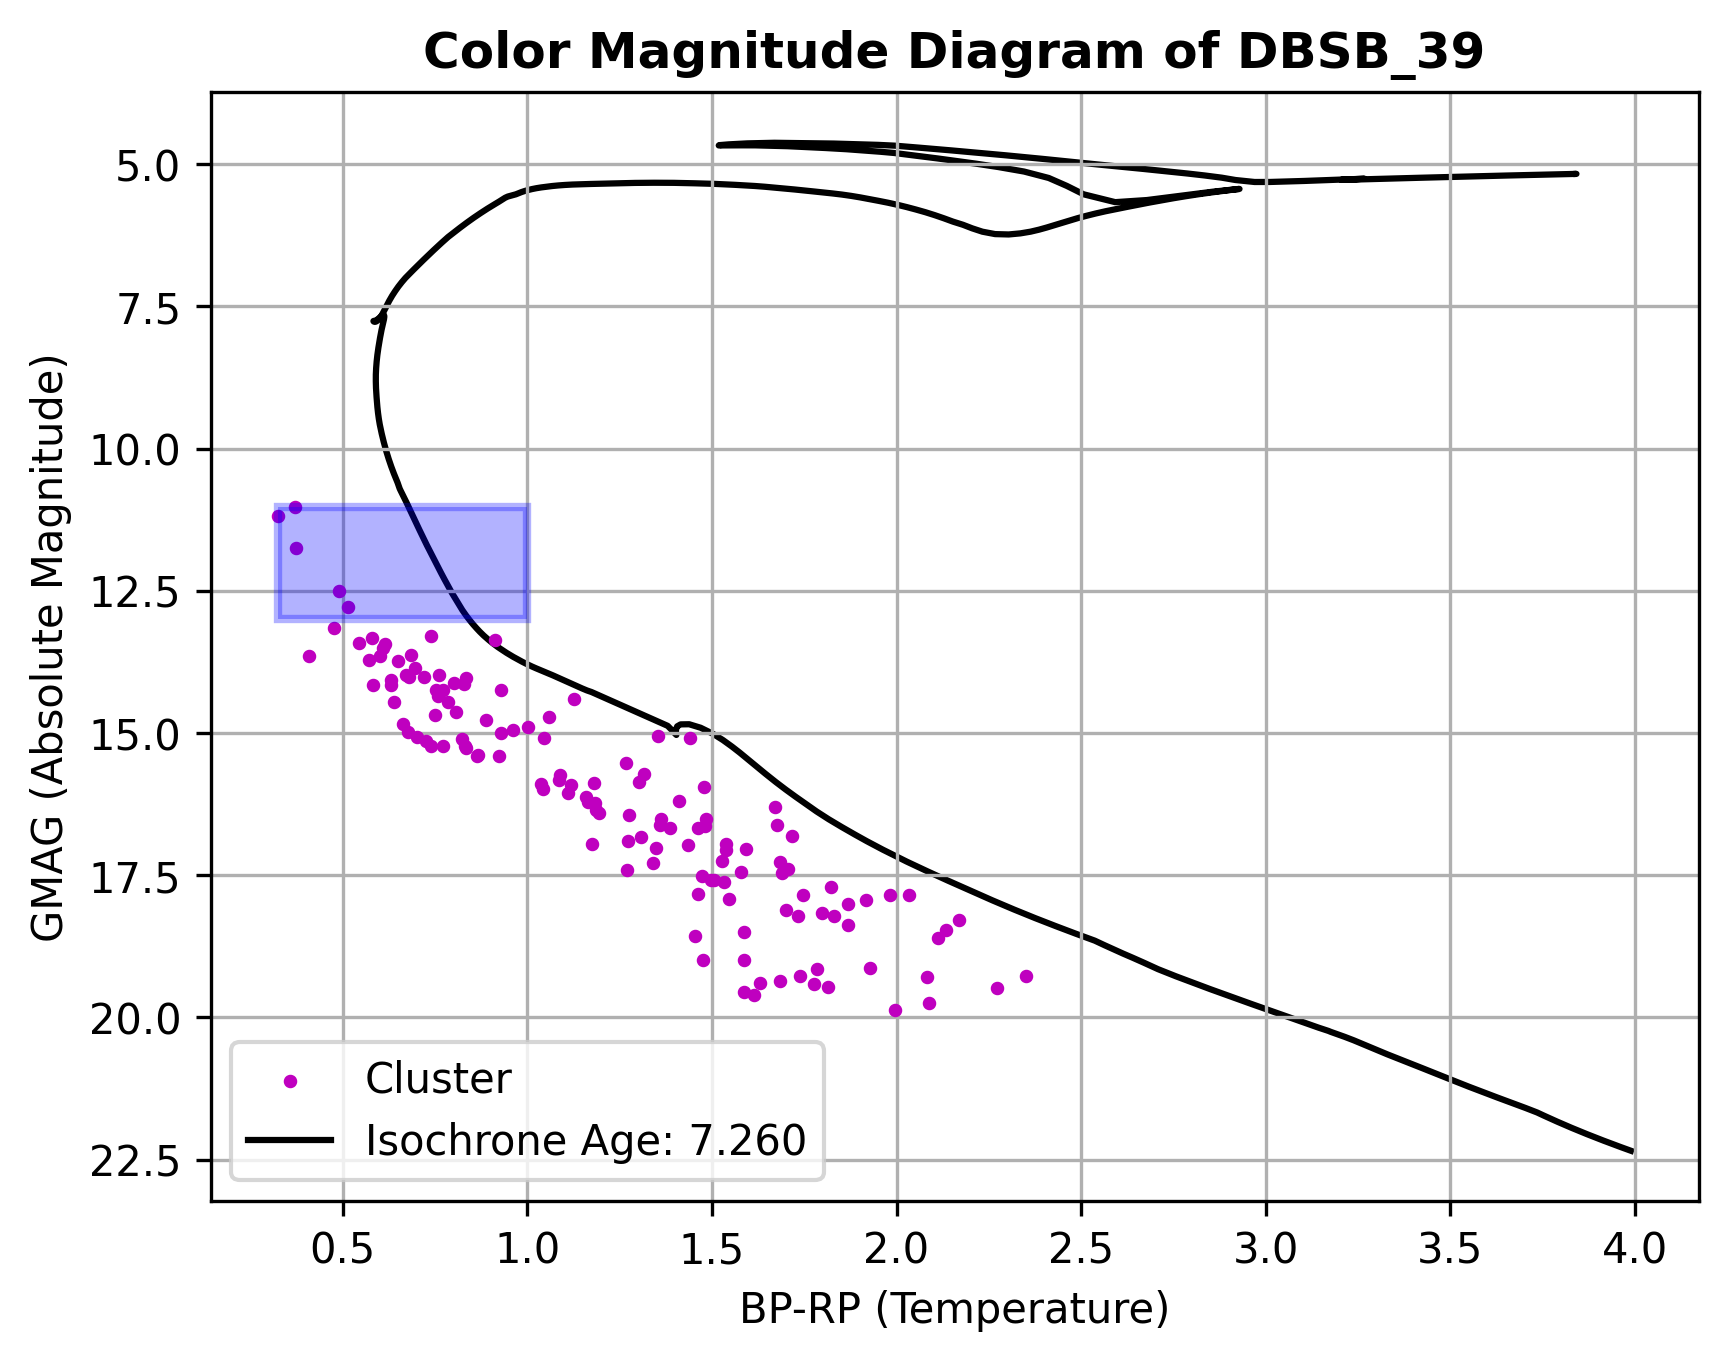 Color Magnitude Diagram of DBSB_39
GMAG (Absolute Magnitude)
5.0
7.5
10.0
12.5
15.0
17.5
20.0
22.5
Cluster
Isochrone Age: 7.260
0.5 1.0 1.5 2.0 2.5 3.0 3.5 4.0
BP-RP (Temperature)